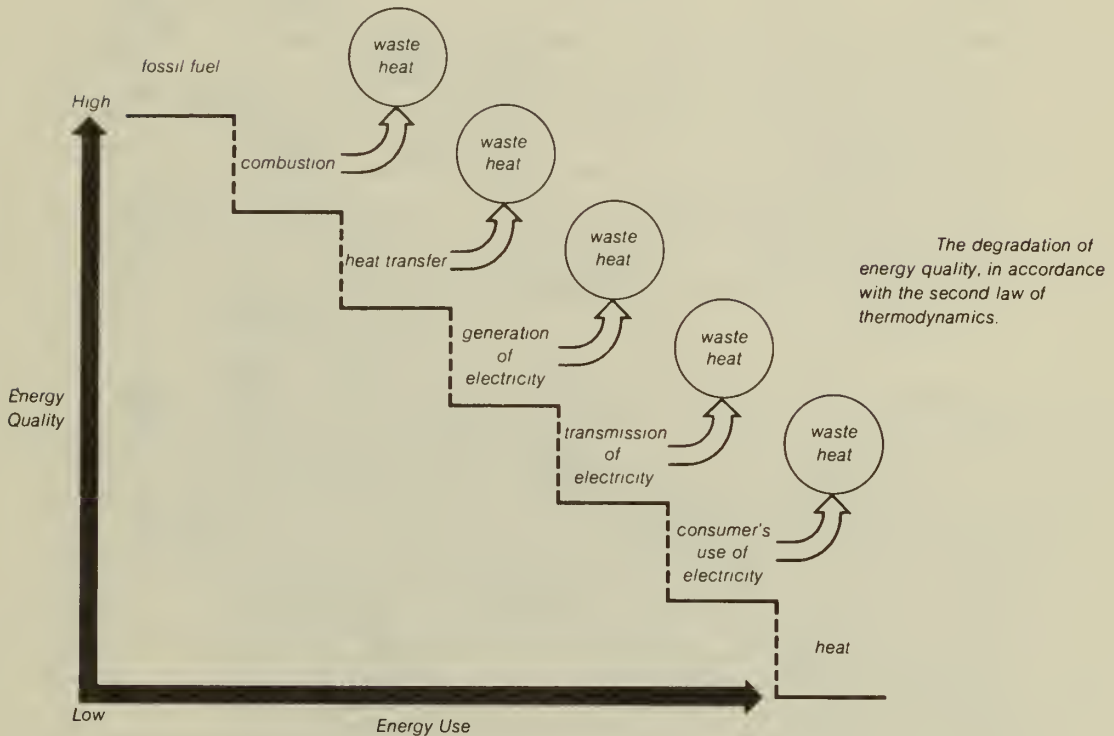 waste
heat
fossil fuel
High
combustion
waste
heat
heat transfer
waste
heat
The degradation of
energy quality, in accordance
with the second law of
thermodynamics.
generation
of
electricity
waste
heat
Energy
Quality
transmission
of
electricity
waste
heat
consumer's
use of
electricity
heat
Low
Energy Use